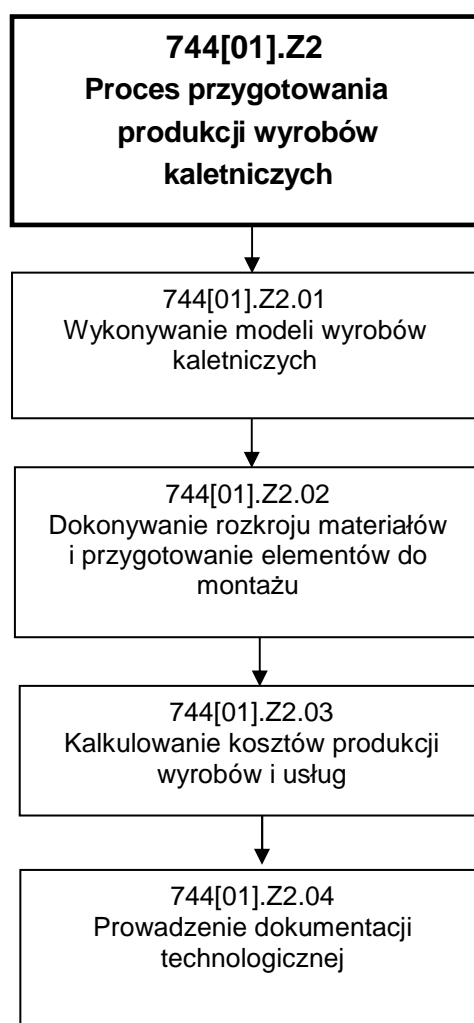 744[01].Z2
Proces przygotowania
produkcji wyrobów
kaletniczych
744[01].Z2.01
Wykonywanie modeli wyrobów
kaletniczych
744[01].Z2.02
Dokonywanie rozkroju materiałów
i przygotowanie elementów do
montażu
744[01].Z2.03
Kalkulowanie kosztów produkcji
wyrobów i usług
744[01].Z2.04
Prowadzenie dokumentacji
technologicznej